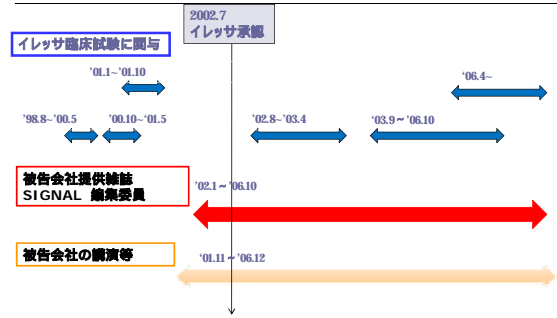 2002.7
イレッサ承認
イレッサ臨床試験に関与
’01.1~’01.10
’06.4~
’98.8~’00.5
’00.10~’01.5
’02.8~’03.4
’03.9～’06.10
被告会社提供雑誌
SIGNAL 編集委員
’02.1～’06.10
被告会社の講演等
‘01.11～’06.12